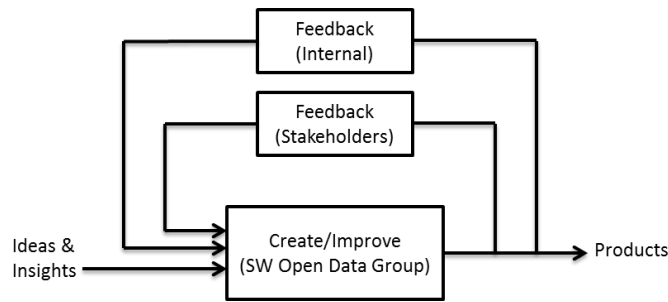 Feedback
(Internal)
Feedback
(Stakeholders)
Ideas &
Insights
Create/Improve
(SW Open Data Group)
Products